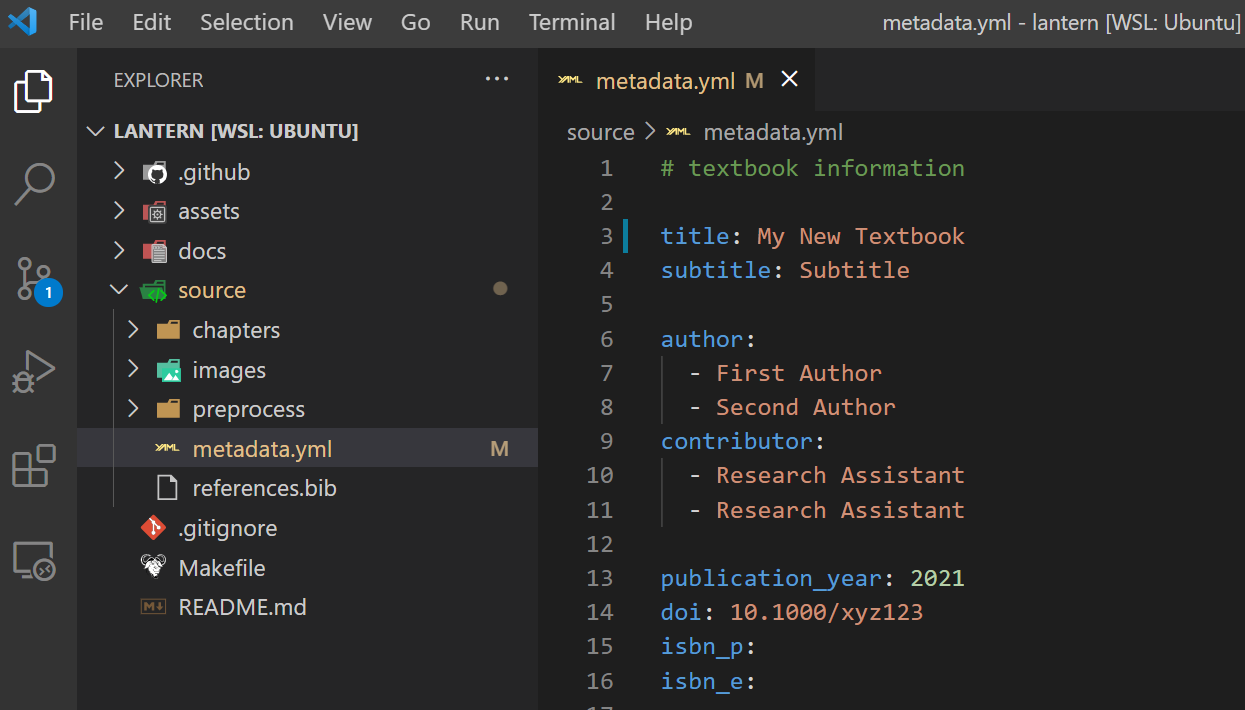 File Edit Selection View Go Run Terminal Help metadata.yml - lantern [WSL: Ubuntu]
EXPLORER ···
LANTERN [WSL: UBUNTU]
.github
assets
docs
source
chapters
images
preprocess
YAML metadata.yml M
references.bib
.gitignore
Makefile
M↓ README.md
1
YAML metadata.yml M
source > YAML metadata.yml
1 # textbook information
2
3 title: My New Textbook
4 subtitle: Subtitle
5
6 author:
7 - First Author
8 - Second Author
9 contributor:
10 - Research Assistant
11 - Research Assistant
12
13 publication_year: 2021
14 doi: 10.1000/xyz123
15 isbn_p:
16 isbn_e:
17